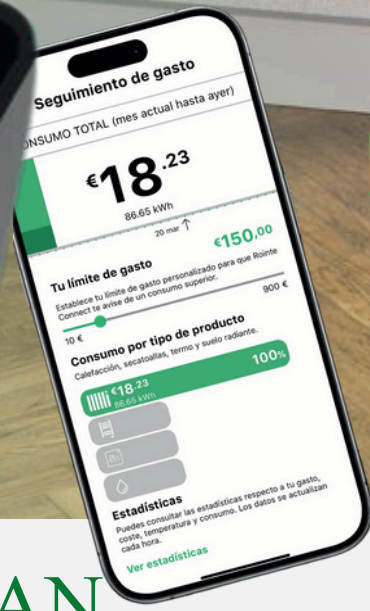 Seguimiento de gasto
CONSUMO TOTAL (mes actual hasta ayer)
€18.23
86.65 kWh
20 mar ↑
Tu límite de gasto
€150,00
Establece tu límite de gasto personalizado para que Rointe
Connect te avise de un consumo superior.
10 €
900 €
Consumo por tipo de producto
Calefacción, secatoallas, termo y suelo radiante.
€18.23
100%
86.65 kWh
Estadísticas
Puedes consultar las estadísticas respecto a tu gasto,
coste, temperatura y consumo. Los datos se actualizan
cada hora.
Ver estadísticas
AN